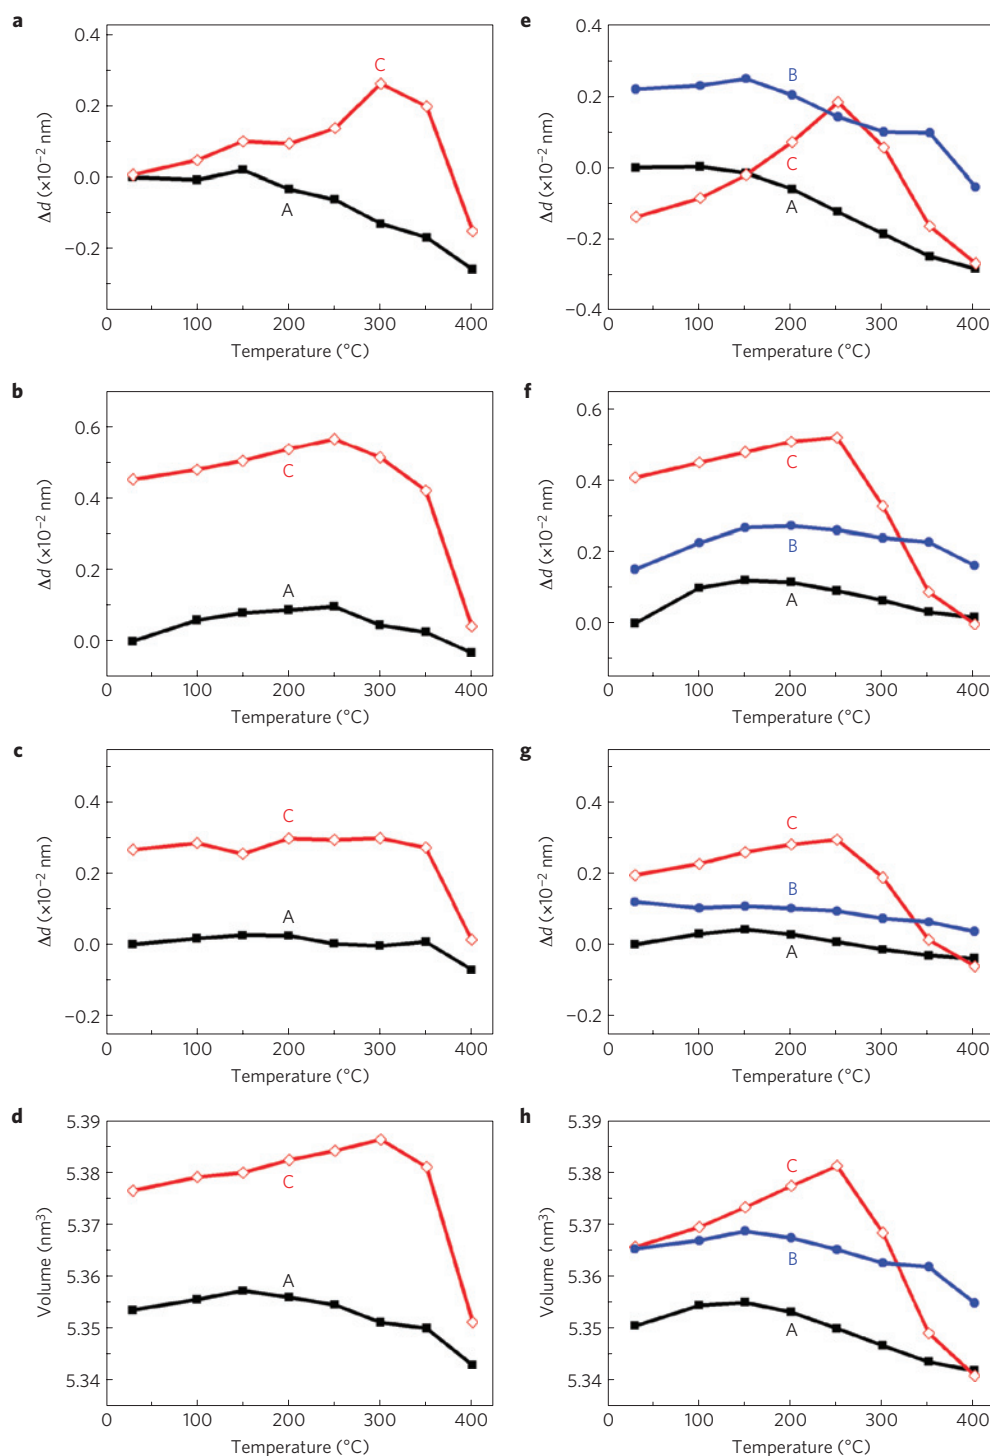 a
0.4
0.2
0.0
−0.2
Δd (×10⁻² nm)
C
A
0 100 200 300 400
Temperature (°C)
b
0.6
0.4
0.2
0.0
Δd (×10⁻² nm)
C
A
0 100 200 300 400
Temperature (°C)
c
0.4
0.2
0.0
−0.2
Δd (×10⁻² nm)
C
A
0 100 200 300 400
Temperature (°C)
d
5.39
5.38
5.37
5.36
5.35
5.34
Volume (nm³)
C
A
0 100 200 300 400
Temperature (°C)
e
0.4
0.2
0.0
−0.2
−0.4
Δd (×10⁻² nm)
B
C
A
0 100 200 300 400
Temperature (°C)
f
0.6
0.4
0.2
0.0
Δd (×10⁻² nm)
C
B
A
0 100 200 300 400
Temperature (°C)
g
0.4
0.2
0.0
−0.2
Δd (×10⁻² nm)
C
B
A
0 100 200 300 400
Temperature (°C)
h
5.39
5.38
5.37
5.36
5.35
5.34
Volume (nm³)
C
B
A
0 100 200 300 400
Temperature (°C)